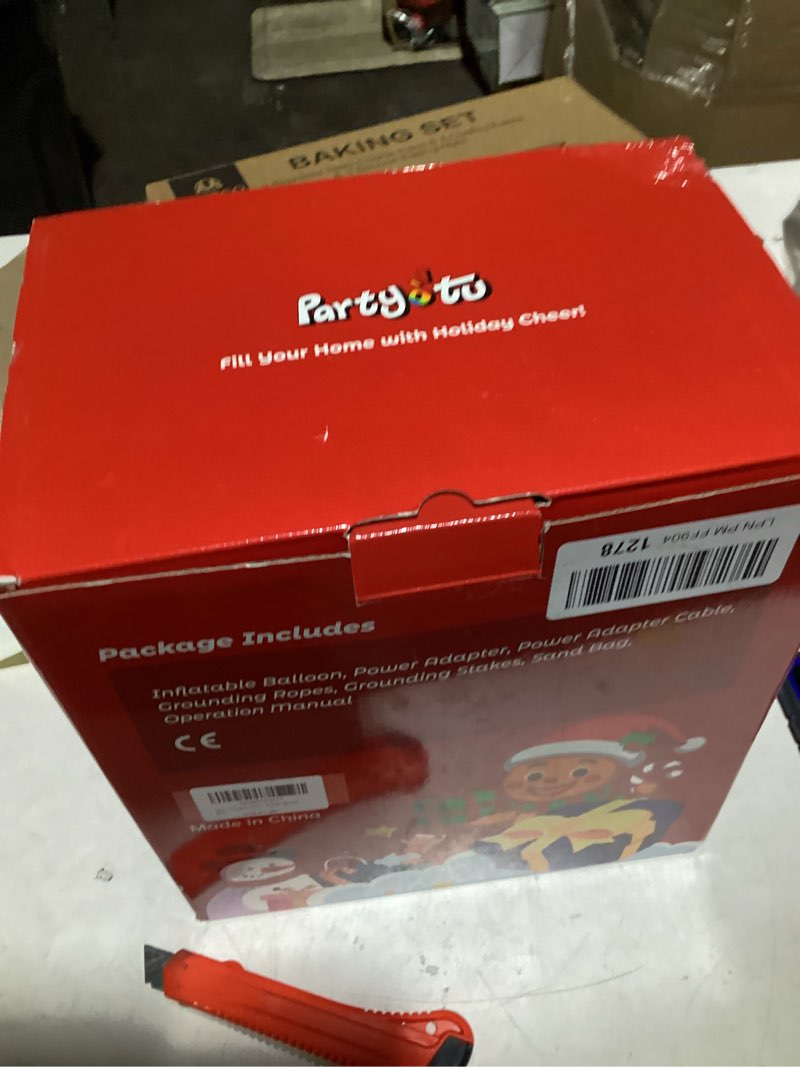 BAKING SET
Partyotu
Fill Your Home with Holiday Cheer!
LPN PM FF904 1278
Package Includes
Inflatable Balloon, Power Adapter, Power Adapter Cable,
Grounding Ropes, Grounding Stakes, Sand Bag,
Operation Manual
CE
Made in China